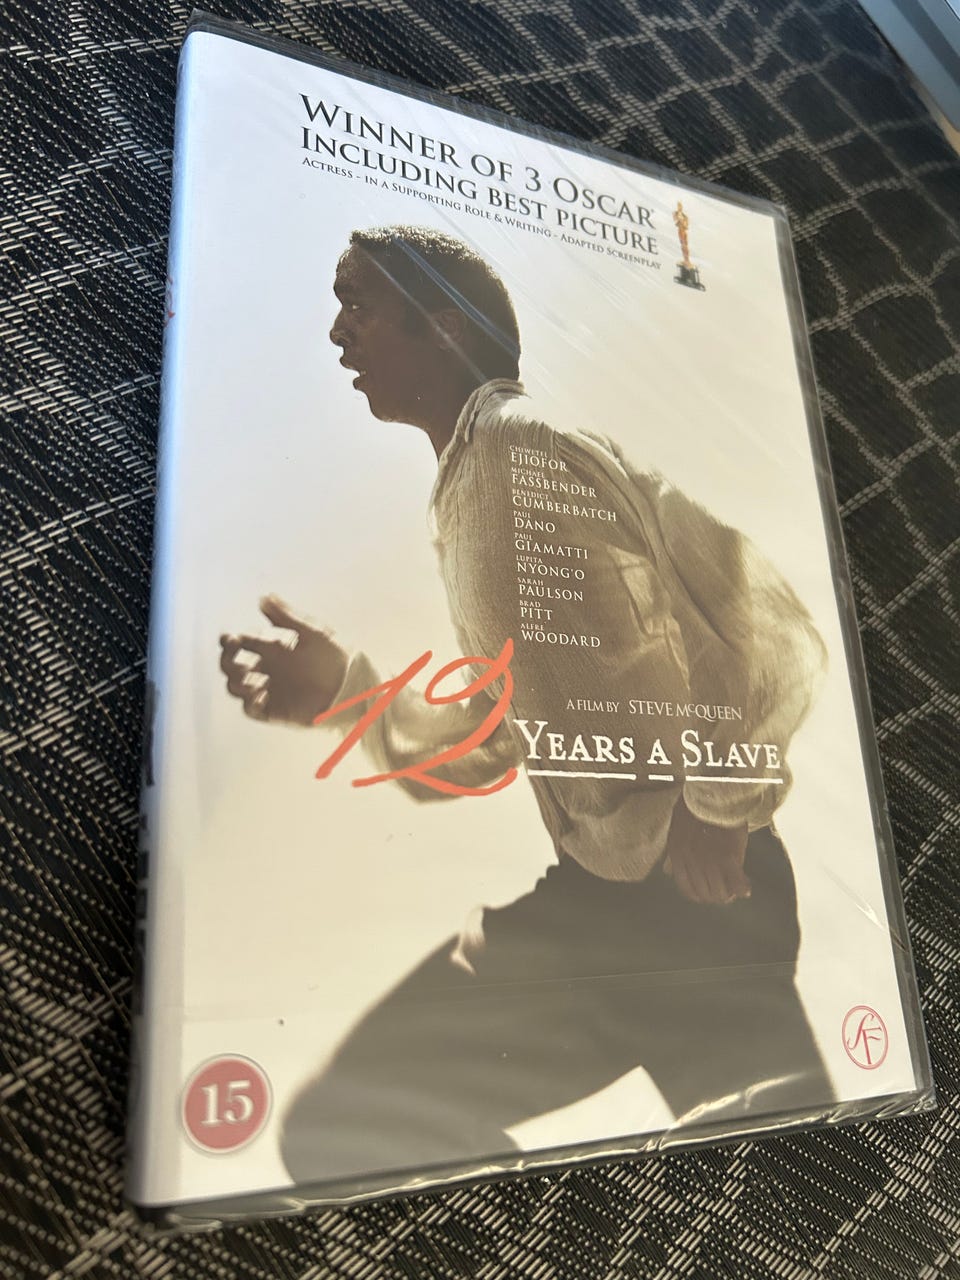 WINNER OF 3 OSCAR
INCLUDING BEST PICTURE
ACTRESS - IN A SUPPORTING ROLE & WRITING - ADAPTED SCREENPLAY
CHIWETEL
EJIOFOR
MICHAEL
FASSBENDER
BENEDICT
CUMBERBATCH
PAUL
DANO
PAUL
GIAMATTI
LUPITA
NYONG'O
SARAH
PAULSON
BRAD
PITT
ALFRE
WOODARD
A FILM BY STEVE McQUEEN
12 YEARS A SLAVE
SF
15